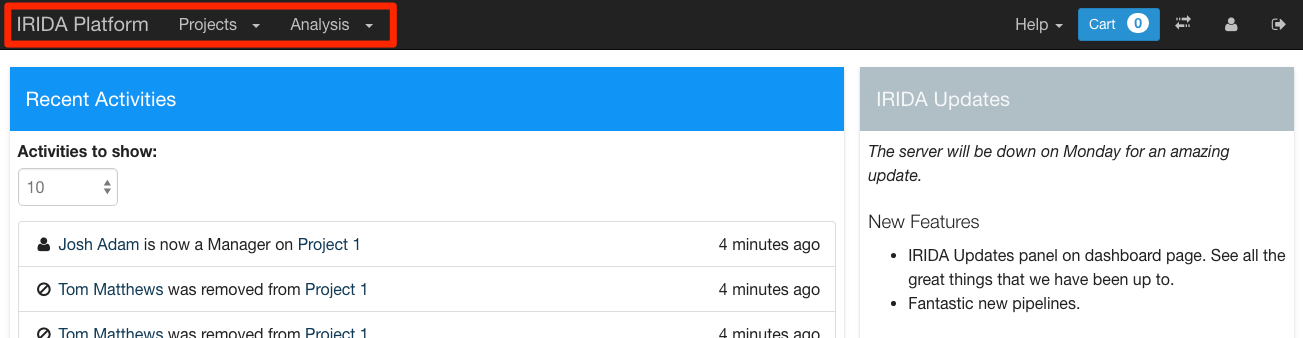 IRIDA Platform Projects Analysis Help Cart 0
Recent Activities
Activities to show:
10
Josh Adam is now a Manager on Project 1 4 minutes ago
Tom Matthews was removed from Project 1 4 minutes ago
Tom Matthews was removed from Project 1 4 minutes ago
IRIDA Updates
The server will be down on Monday for an amazing
update.
New Features
• IRIDA Updates panel on dashboard page. See all the
great things that we have been up to.
• Fantastic new pipelines.